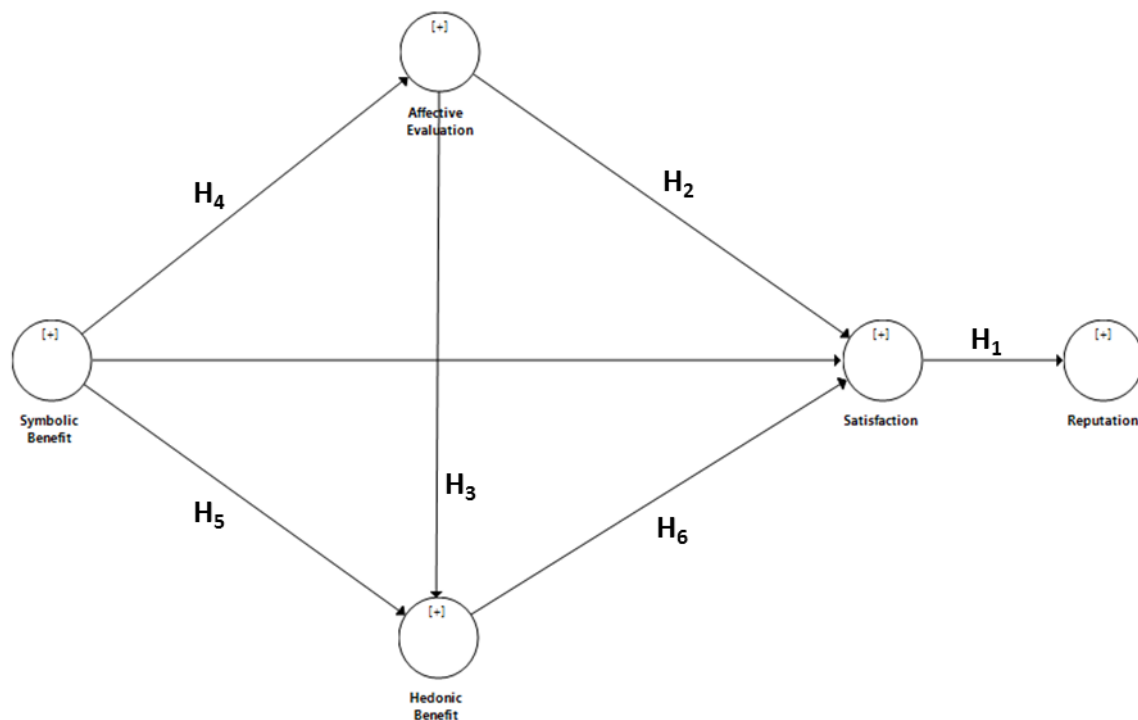 [+]
Affective
Evaluation
H₄
H₂
[+]
Symbolic
Benefit
[+]
Satisfaction
H₁
[+]
Reputation
H₃
H₅
H₆
[+]
Hedonic
Benefit